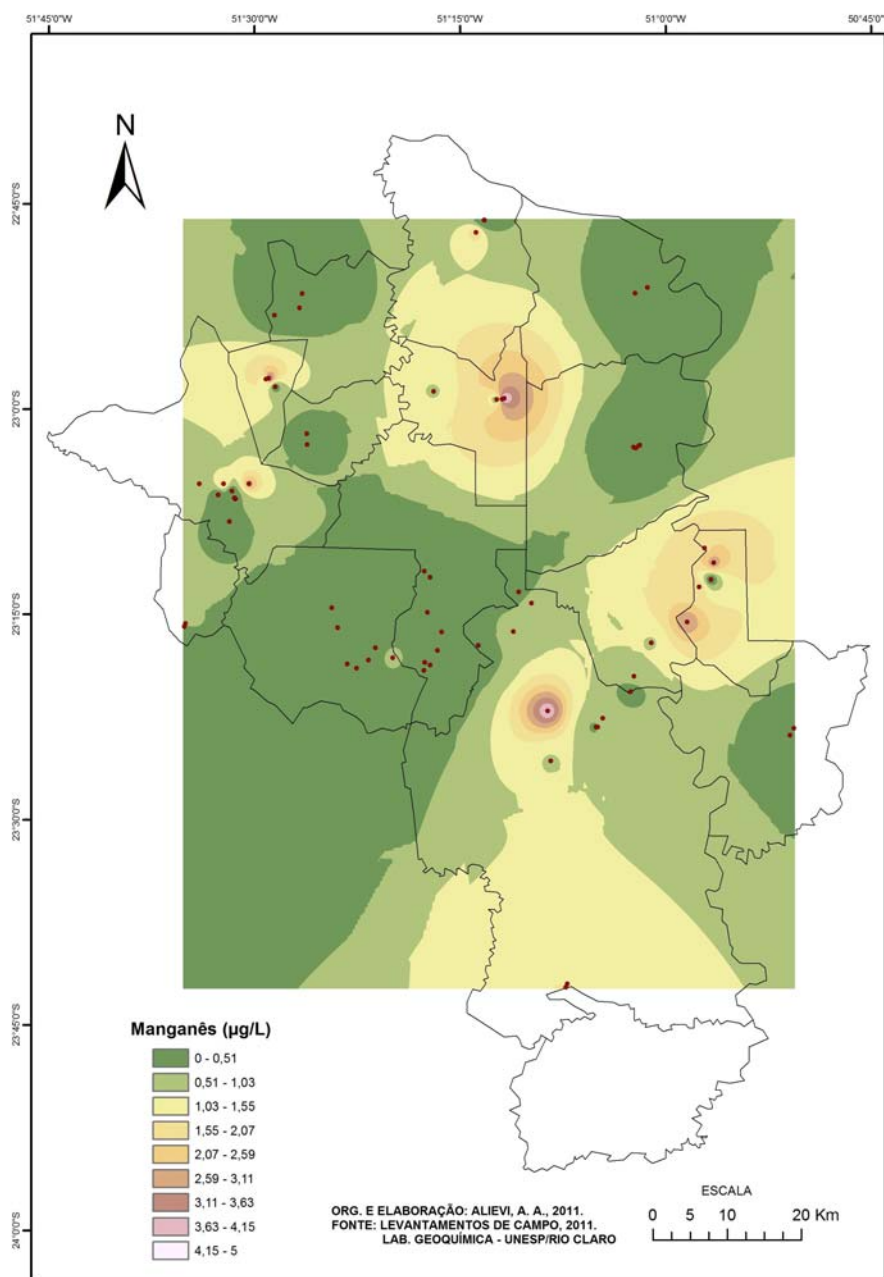 51°45'0"W 51°30'0"W 51°15'0"W 51°0'0"W 50°45'0"W
N
22°45'0"S
23°0'0"S
23°15'0"S
23°30'0"S
23°45'0"S
24°0'0"S
Manganês (µg/L)
0 - 0,51
0,51 - 1,03
1,03 - 1,55
1,55 - 2,07
2,07 - 2,59
2,59 - 3,11
3,11 - 3,63
3,63 - 4,15
4,15 - 5
ORG. E ELABORAÇÃO: ALIEVI, A. A., 2011.
FONTE: LEVANTAMENTOS DE CAMPO, 2011.
LAB. GEOQUÍMICA - UNESP/RIO CLARO
ESCALA
0 5 10 20 Km